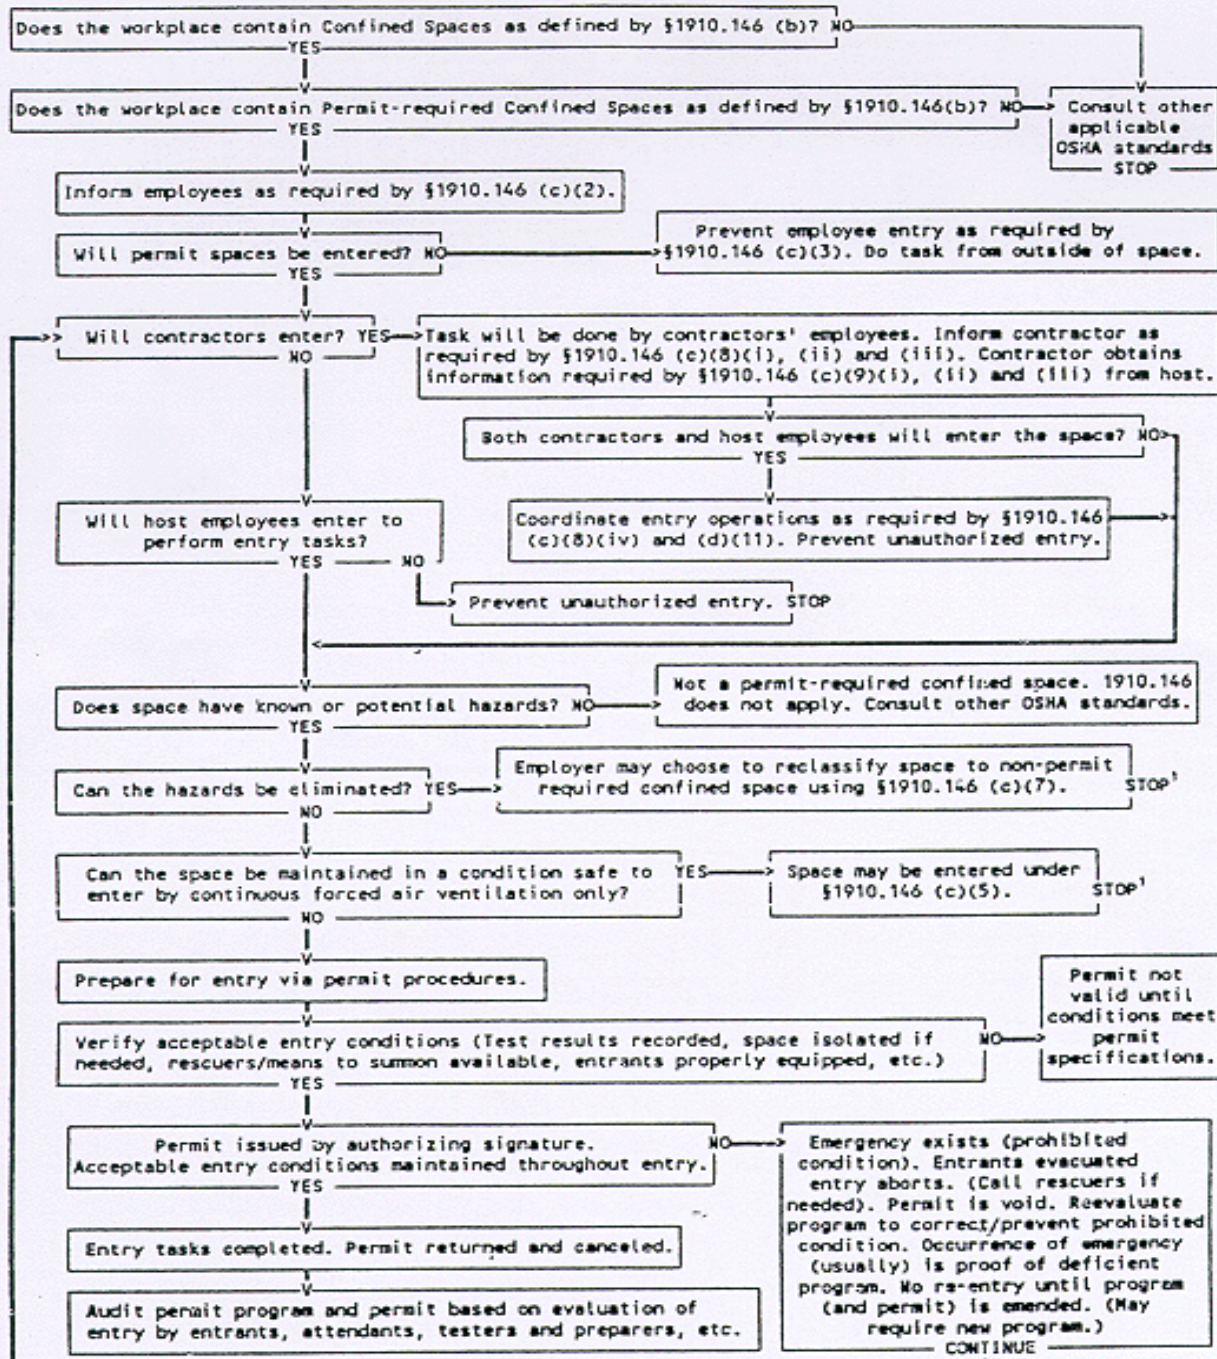 Does the workplace contain Confined Spaces as defined by §1910.146 (b)? NO
YES
Does the workplace contain Permit-required Confined Spaces as defined by §1910.146(b)? NO
YES
Consult other
applicable
OSHA standards
STOP
Inform employees as required by §1910.146 (c)(2).
Will permit spaces be entered? NO
YES
Prevent employee entry as required by
§1910.146 (c)(3). Do task from outside of space.
Will contractors enter? YES
NO
Task will be done by contractors' employees. Inform contractor as
required by §1910.146 (c)(8)(i), (ii) and (iii). Contractor obtains
information required by §1910.146 (c)(9)(i), (ii) and (iii) from host.
Both contractors and host employees will enter the space? NO
YES
Will host employees enter to
perform entry tasks?
YES NO
Coordinate entry operations as required by §1910.146
(c)(8)(iv) and (d)(11). Prevent unauthorized entry.
Prevent unauthorized entry. STOP
Does space have known or potential hazards? NO
YES
Not a permit-required confined space. 1910.146
does not apply. Consult other OSHA standards.
Can the hazards be eliminated? YES
NO
Employer may choose to reclassify space to non-permit
required confined space using §1910.146 (c)(7). STOP¹
Can the space be maintained in a condition safe to YES
enter by continuous forced air ventilation only?
NO
Space may be entered under
§1910.146 (c)(5). STOP¹
Prepare for entry via permit procedures.
Verify acceptable entry conditions (Test results recorded, space isolated if NO
needed, rescuers/means to summon available, entrants properly equipped, etc.)
YES
Permit not
valid until
conditions meet
permit
specifications.
Permit issued by authorizing signature. NO
Acceptable entry conditions maintained throughout entry.
YES
Emergency exists (prohibited
condition). Entrants evacuated
entry aborts. (Call rescuers if
needed). Permit is void. Reevaluate
program to correct/prevent prohibited
condition. Occurrence of emergency
(usually) is proof of deficient
program. No re-entry until program
(and permit) is emended. (May
require new program.)
CONTINUE
Entry tasks completed. Permit returned and canceled.
Audit permit program and permit based on evaluation of
entry by entrants, attendants, testers and preparers, etc.